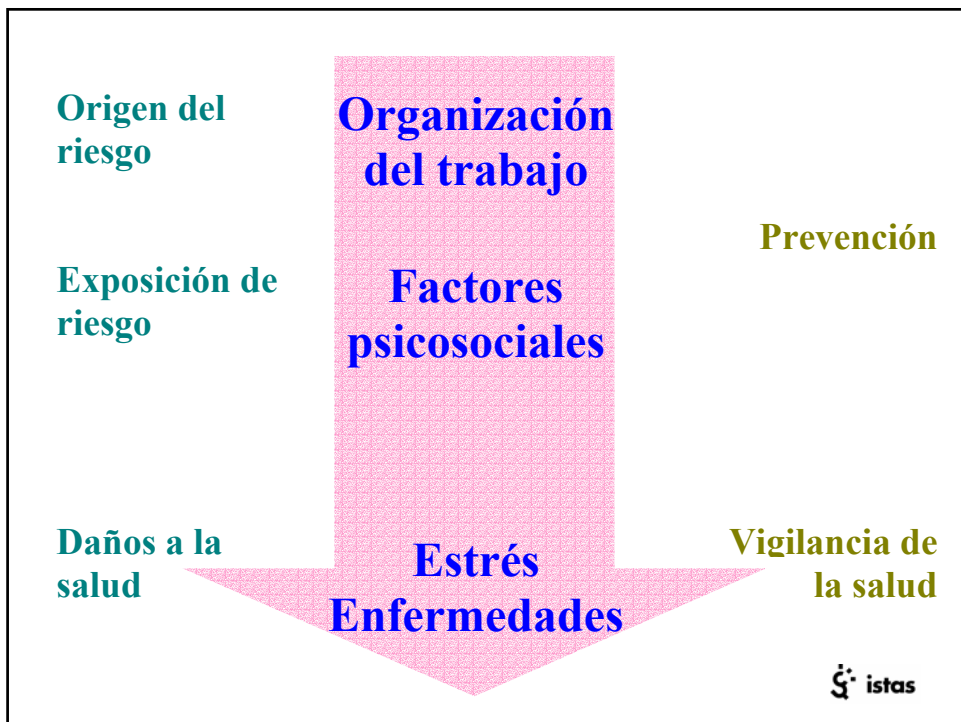 Origen del
riesgo
Organización
del trabajo
Prevención
Exposición de
riesgo
Factores
psicosociales
Daños a la
salud
Estrés
Enfermedades
Vigilancia de
la salud
istas